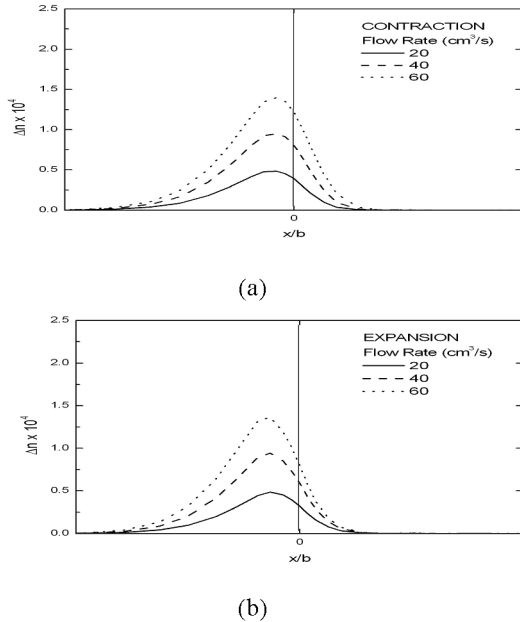 2.5
2.0
1.5
1.0
0.5
0.0
Δn x 10⁴
CONTRACTION
Flow Rate (cm³/s)
20
40
60
0
x/b
(a)
2.5
2.0
1.5
1.0
0.5
0.0
Δn x 10⁴
EXPANSION
Flow Rate (cm³/s)
20
40
60
0
x/b
(b)